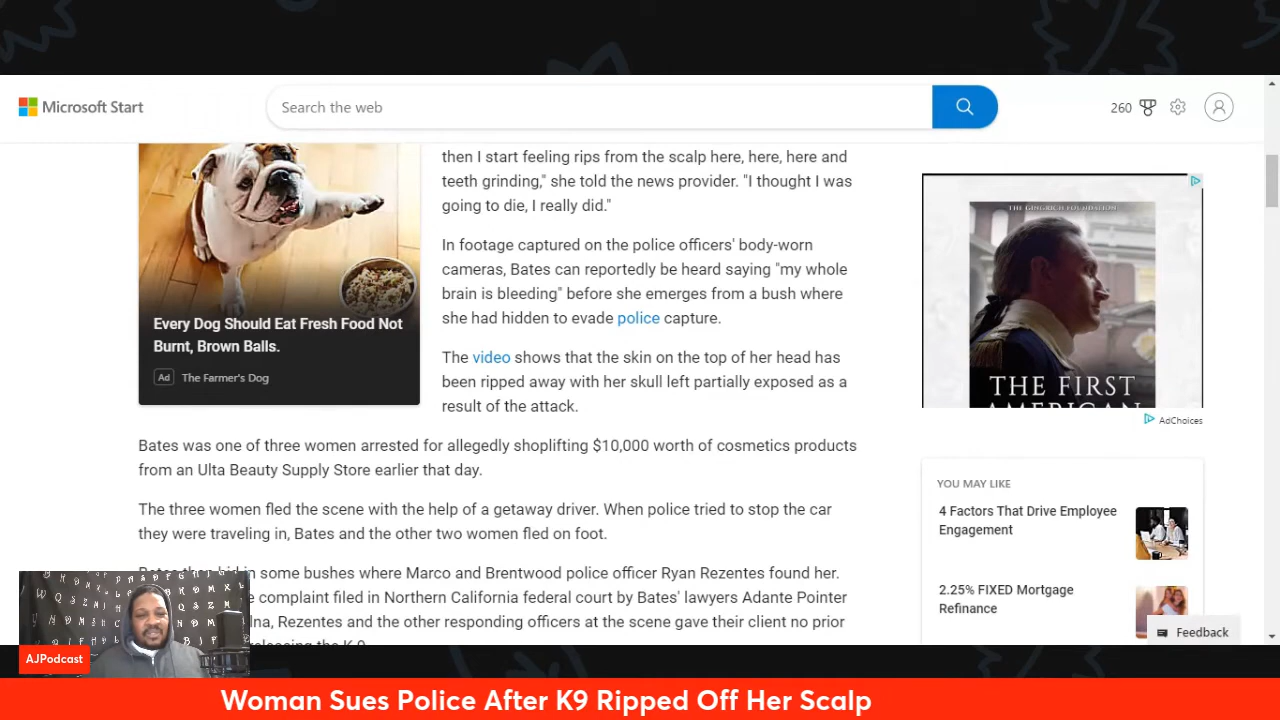 Microsoft Start
Search the web
260
then I start feeling rips from the scalp here, here, here and
teeth grinding," she told the news provider. "I thought I was
going to die, I really did."
In footage captured on the police officers' body-worn
cameras, Bates can reportedly be heard saying "my whole
brain is bleeding" before she emerges from a bush where
she had hidden to evade police capture.
The video shows that the skin on the top of her head has
been ripped away with her skull left partially exposed as a
result of the attack.
Every Dog Should Eat Fresh Food Not
Burnt, Brown Balls.
Ad The Farmer's Dog
Bates was one of three women arrested for allegedly shoplifting $10,000 worth of cosmetics products
from an Ulta Beauty Supply Store earlier that day.
The three women fled the scene with the help of a getaway driver. When police tried to stop the car
they were traveling in, Bates and the other two women fled on foot.
in some bushes where Marco and Brentwood police officer Ryan Rezentes found her.
complaint filed in Northern California federal court by Bates' lawyers Adante Pointer
Rezentes and the other responding officers at the scene gave their client no prior
THE GINGRICH FOUNDATION
THE FIRST
AMERICAN
AdChoices
YOU MAY LIKE
4 Factors That Drive Employee
Engagement
2.25% FIXED Mortgage
Refinance
Feedback
AJPodcast
Woman Sues Police After K9 Ripped Off Her Scalp